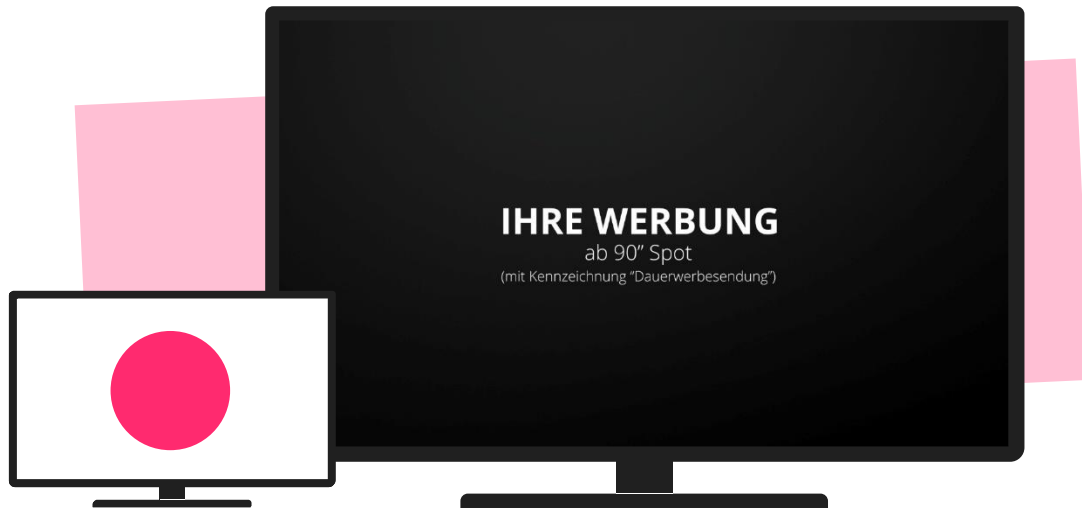 IHRE WERBUNG
ab 90” Spot
(mit Kennzeichnung “Dauerwerbesendung”)